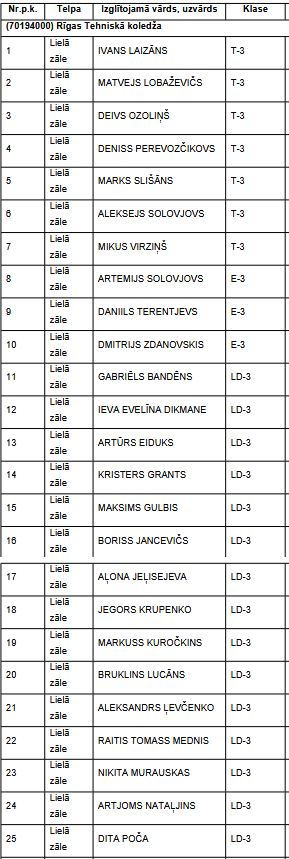 Nr.p.k. Telpa Izglītojamā vārds, uzvārds Klase
(70194000) Rīgas Tehniskā koledža
1 Lielā zāle IVANS LAIZĀNS T-3
2 Lielā zāle MATVEJS LOBAŽEVIČS T-3
3 Lielā zāle DEIVS OZOLIŅŠ T-3
4 Lielā zāle DENISS PEREVOZČIKOVS T-3
5 Lielā zāle MARKS SLIŠĀNS T-3
6 Lielā zāle ALEKSEJS SOLOVJOVS T-3
7 Lielā zāle MIKUS VIRZIŅŠ T-3
8 Lielā zāle ARTEMIJS SOLOVJOVS E-3
9 Lielā zāle DANIILS TERENTJEVS E-3
10 Lielā zāle DMITRIJS ZDANOVSKIS E-3
11 Lielā zāle GABRIĒLS BANDĒNS LD-3
12 Lielā zāle IEVA EVELĪNA DIKMANE LD-3
13 Lielā zāle ARTŪRS EIDUKS LD-3
14 Lielā zāle KRISTERS GRANTS LD-3
15 Lielā zāle MAKSIMS GULBIS LD-3
16 Lielā zāle BORISS JANCEVIČS LD-3
17 Lielā zāle AĻONA JEĻISEJEVA LD-3
18 Lielā zāle JEGORS KRUPENKO LD-3
19 Lielā zāle MARKUSS KUROČKINS LD-3
20 Lielā zāle BRUKLINS LUCĀNS LD-3
21 Lielā zāle ALEKSANDRS ĻEVČENKO LD-3
22 Lielā zāle RAITIS TOMASS MEDNIS LD-3
23 Lielā zāle NIKITA MURAUSKAS LD-3
24 Lielā zāle ARTJOMS NATAĻJINS LD-3
25 Lielā zāle DITA POČA LD-3